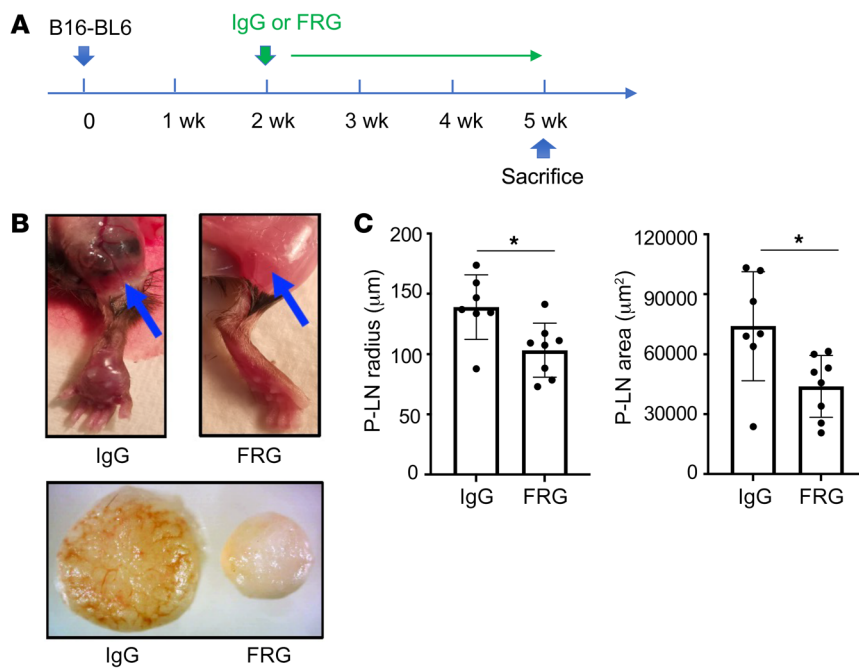 A
B16-BL6
IgG or FRG
0
1 wk
2 wk
3 wk
4 wk
5 wk
Sacrifice
B
IgG
FRG
IgG
FRG
C
P-LN radius (μm)
200
150
100
50
0
*
IgG
FRG
P-LN area (μm²)
120000
90000
60000
30000
0
*
IgG
FRG